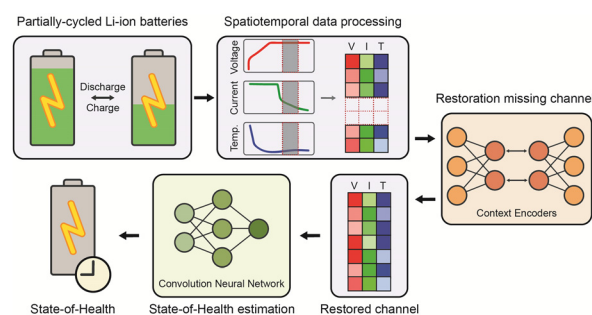 Partially-cycled Li-ion batteries
Spatiotemporal data processing
Discharge
Charge
Voltage
Current
Temp.
V I T
Restoration missing channel
Context Encoders
V I T
Restored channel
Convolution Neural Network
State-of-Health estimation
State-of-Health